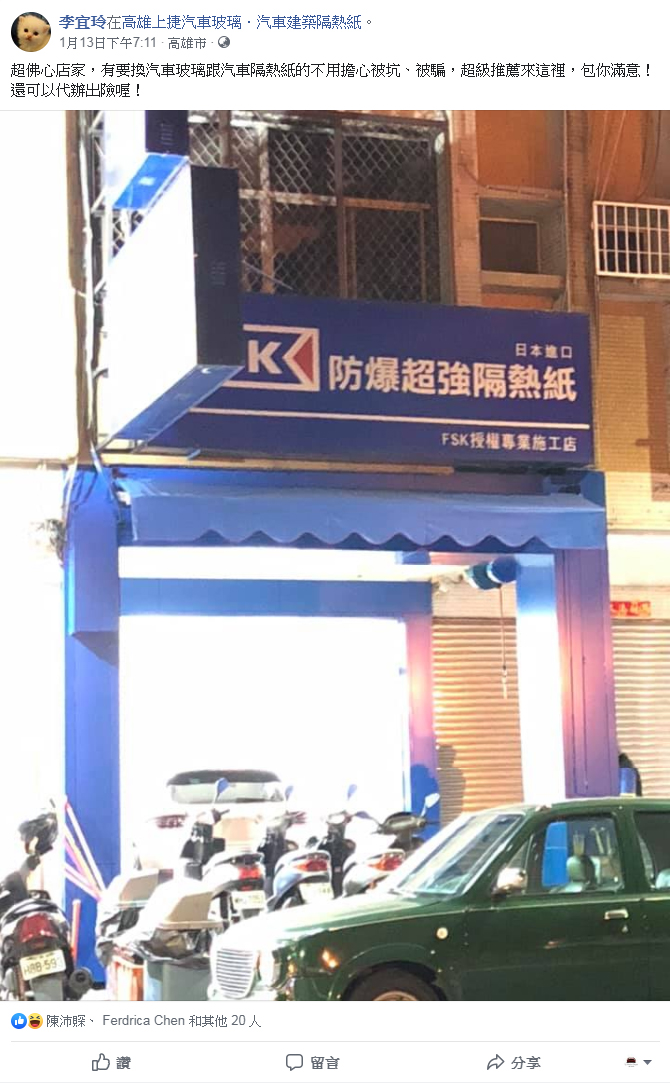 李宜玲在高雄上捷汽車玻璃.汽車建築隔熱紙。
1月13日下午7:11 · 高雄市 ·
超佛心店家，有要換汽車玻璃跟汽車隔熱紙的不用擔心被坑、被騙，超級推薦來這裡，包你滿意！
還可以代辦出險喔！
K
日本進口
防爆超強隔熱紙
FSK授權專業施工店
陳沛睬、 Ferdrica Chen 和其他 20 人
讚
留言
分享